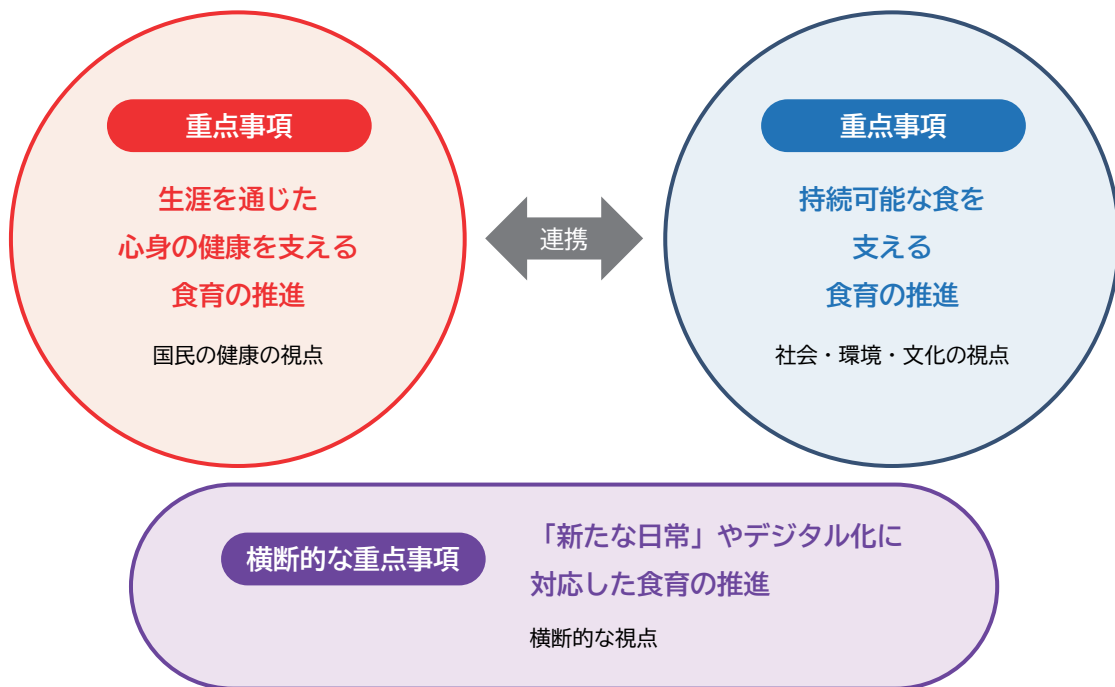 重点事項
生涯を通じた
心身の健康を支える
食育の推進
国民の健康の視点
連携
重点事項
持続可能な食を
支える
食育の推進
社会・環境・文化の視点
横断的な重点事項
「新たな日常」やデジタル化に
対応した食育の推進
横断的な視点